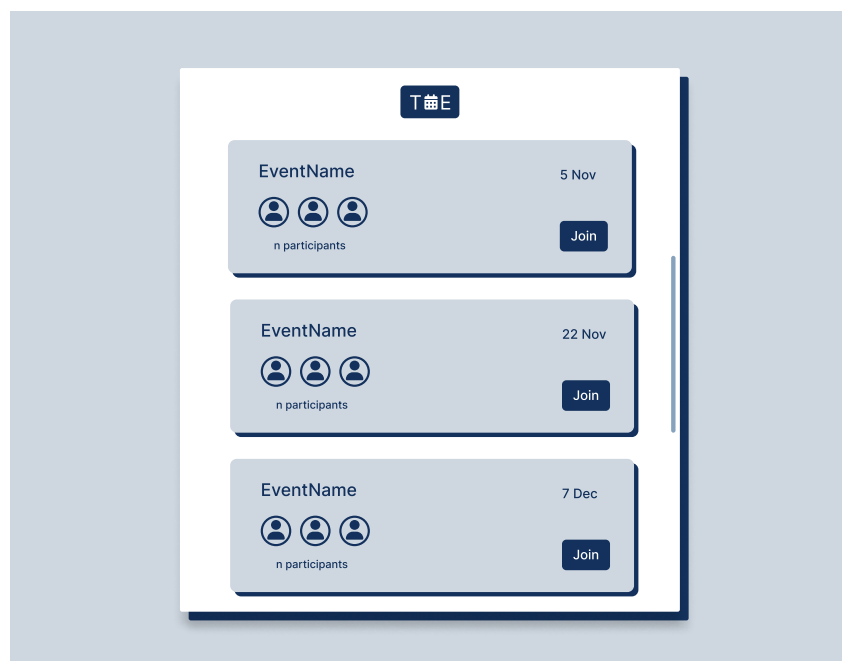 T E
EventName
5 Nov
n participants
Join
EventName
22 Nov
n participants
Join
EventName
7 Dec
n participants
Join